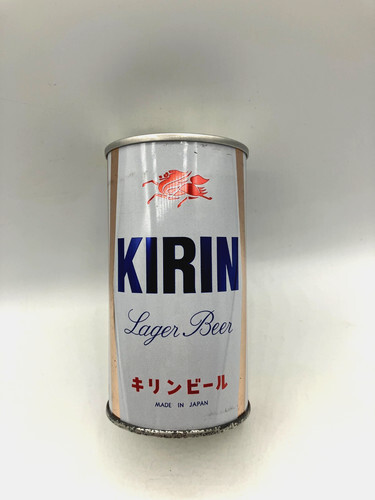 KIRIN
Lager Beer
キリンビール
MADE IN JAPAN